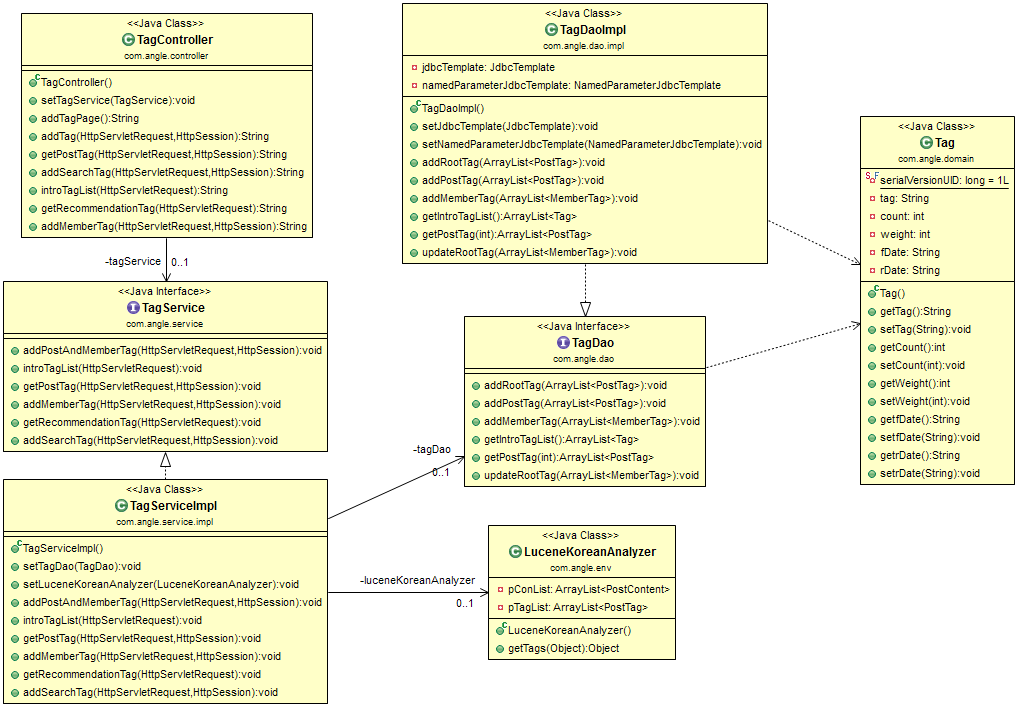 <<Java Class>>
TagController
com.angle.controller
TagController()
setTagService(TagService):void
addTagPage():String
addTag(HttpServletRequest,HttpSession):String
getPostTag(HttpServletRequest,HttpSession):String
addSearchTag(HttpServletRequest,HttpSession):String
introTagList(HttpServletRequest):String
getRecommendationTag(HttpServletRequest):String
addMemberTag(HttpServletRequest,HttpSession):String
-tagService
0..1
<<Java Interface>>
TagService
com.angle.service
addPostAndMemberTag(HttpServletRequest,HttpSession):void
introTagList(HttpServletRequest):void
getPostTag(HttpServletRequest,HttpSession):void
addMemberTag(HttpServletRequest,HttpSession):void
getRecommendationTag(HttpServletRequest):void
addSearchTag(HttpServletRequest,HttpSession):void
<<Java Class>>
TagServiceImpl
com.angle.service.impl
TagServiceImpl()
setTagDao(TagDao):void
setLuceneKoreanAnalyzer(LuceneKoreanAnalyzer):void
addPostAndMemberTag(HttpServletRequest,HttpSession):void
introTagList(HttpServletRequest):void
getPostTag(HttpServletRequest,HttpSession):void
addMemberTag(HttpServletRequest,HttpSession):void
getRecommendationTag(HttpServletRequest):void
addSearchTag(HttpServletRequest,HttpSession):void
<<Java Class>>
TagDaoImpl
com.angle.dao.impl
jdbcTemplate: JdbcTemplate
namedParameterJdbcTemplate: NamedParameterJdbcTemplate
TagDaoImpl()
setJdbcTemplate(JdbcTemplate):void
setNamedParameterJdbcTemplate(NamedParameterJdbcTemplate):void
addRootTag(ArrayList<PostTag>):void
addPostTag(ArrayList<PostTag>):void
addMemberTag(ArrayList<MemberTag>):void
getIntroTagList():ArrayList<Tag>
getPostTag(int):ArrayList<PostTag>
updateRootTag(ArrayList<MemberTag>):void
<<Java Interface>>
TagDao
com.angle.dao
addRootTag(ArrayList<PostTag>):void
addPostTag(ArrayList<PostTag>):void
addMemberTag(ArrayList<MemberTag>):void
getIntroTagList():ArrayList<Tag>
getPostTag(int):ArrayList<PostTag>
updateRootTag(ArrayList<MemberTag>):void
-tagDao
0..1
-luceneKoreanAnalyzer
0..1
<<Java Class>>
LuceneKoreanAnalyzer
com.angle.env
pConList: ArrayList<PostContent>
pTagList: ArrayList<PostTag>
LuceneKoreanAnalyzer()
getTags(Object):Object
<<Java Class>>
Tag
com.angle.domain
serialVersionUID: long = 1L
tag: String
count: int
weight: int
fDate: String
rDate: String
Tag()
getTag():String
setTag(String):void
getCount():int
setCount(int):void
getWeight():int
setWeight(int):void
getfDate():String
setfDate(String):void
getrDate():String
setrDate(String):void